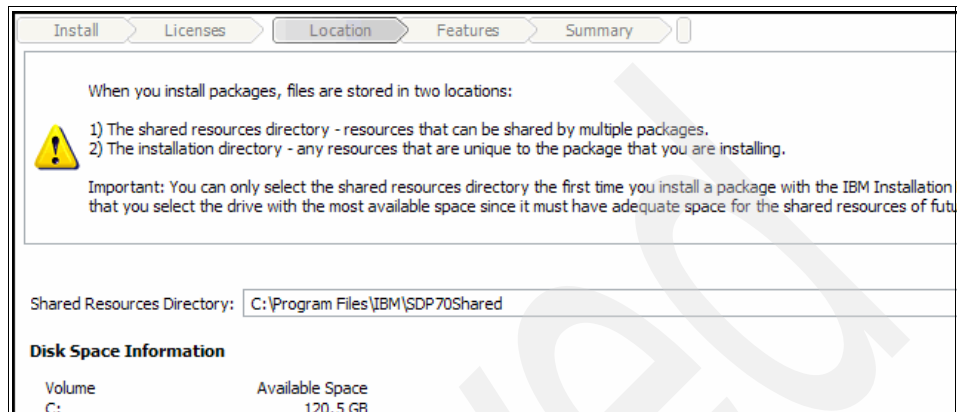 Install Licenses Location Features Summary
When you install packages, files are stored in two locations:
1) The shared resources directory - resources that can be shared by multiple packages.
2) The installation directory - any resources that are unique to the package that you are installing.
Important: You can only select the shared resources directory the first time you install a package with the IBM Installation
that you select the drive with the most available space since it must have adequate space for the shared resources of futu
Shared Resources Directory: C:\Program Files\IBM\SDP70Shared
Disk Space Information
Volume Available Space
C: 120.5 GB